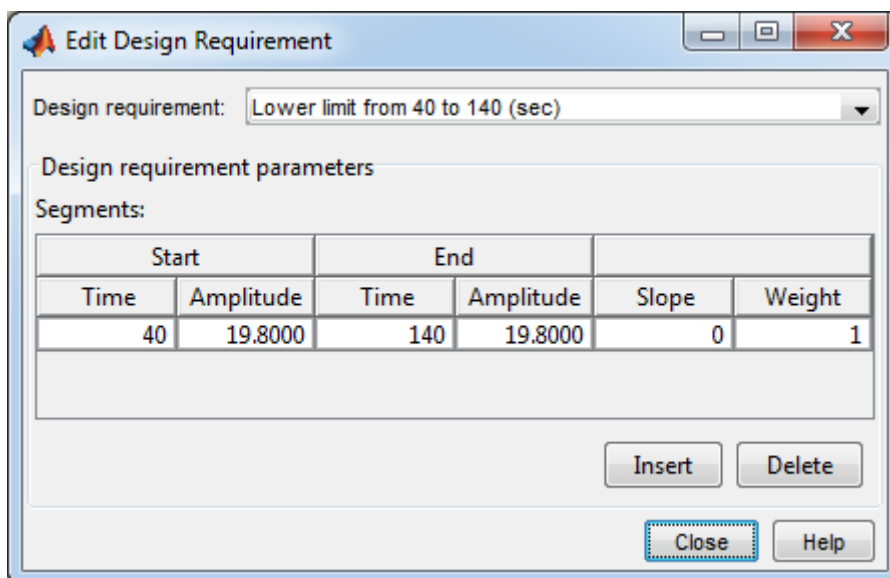 Edit Design Requirement
Design requirement: Lower limit from 40 to 140 (sec)
Design requirement parameters
Segments:
Start End
Time Amplitude Time Amplitude Slope Weight
40 19.8000 140 19.8000 0 1
Insert Delete
Close Help